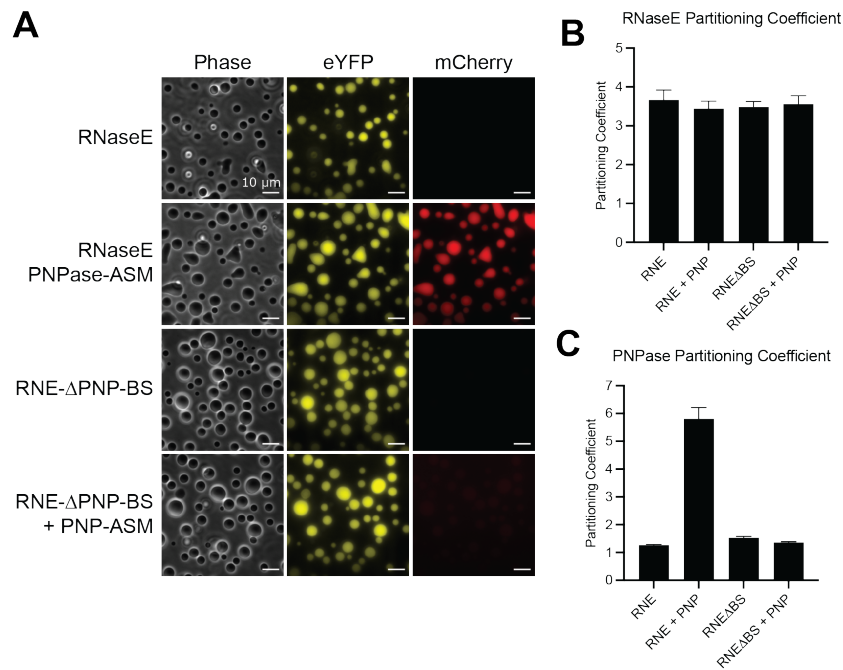 A
Phase eYFP mCherry
RNaseE
10 µm
RNaseE
PNPase-ASM
RNE-ΔPNP-BS
RNE-ΔPNP-BS
+ PNP-ASM
B
RNaseE Partitioning Coefficient
Partitioning Coefficient
5
4
3
2
1
0
RNE
RNE + PNP
RNEΔBS
RNEΔBS + PNP
C
PNPase Partitioning Coefficient
Partitioning Coefficient
7
6
5
4
3
2
1
0
RNE
RNE + PNP
RNEΔBS
RNEΔBS + PNP